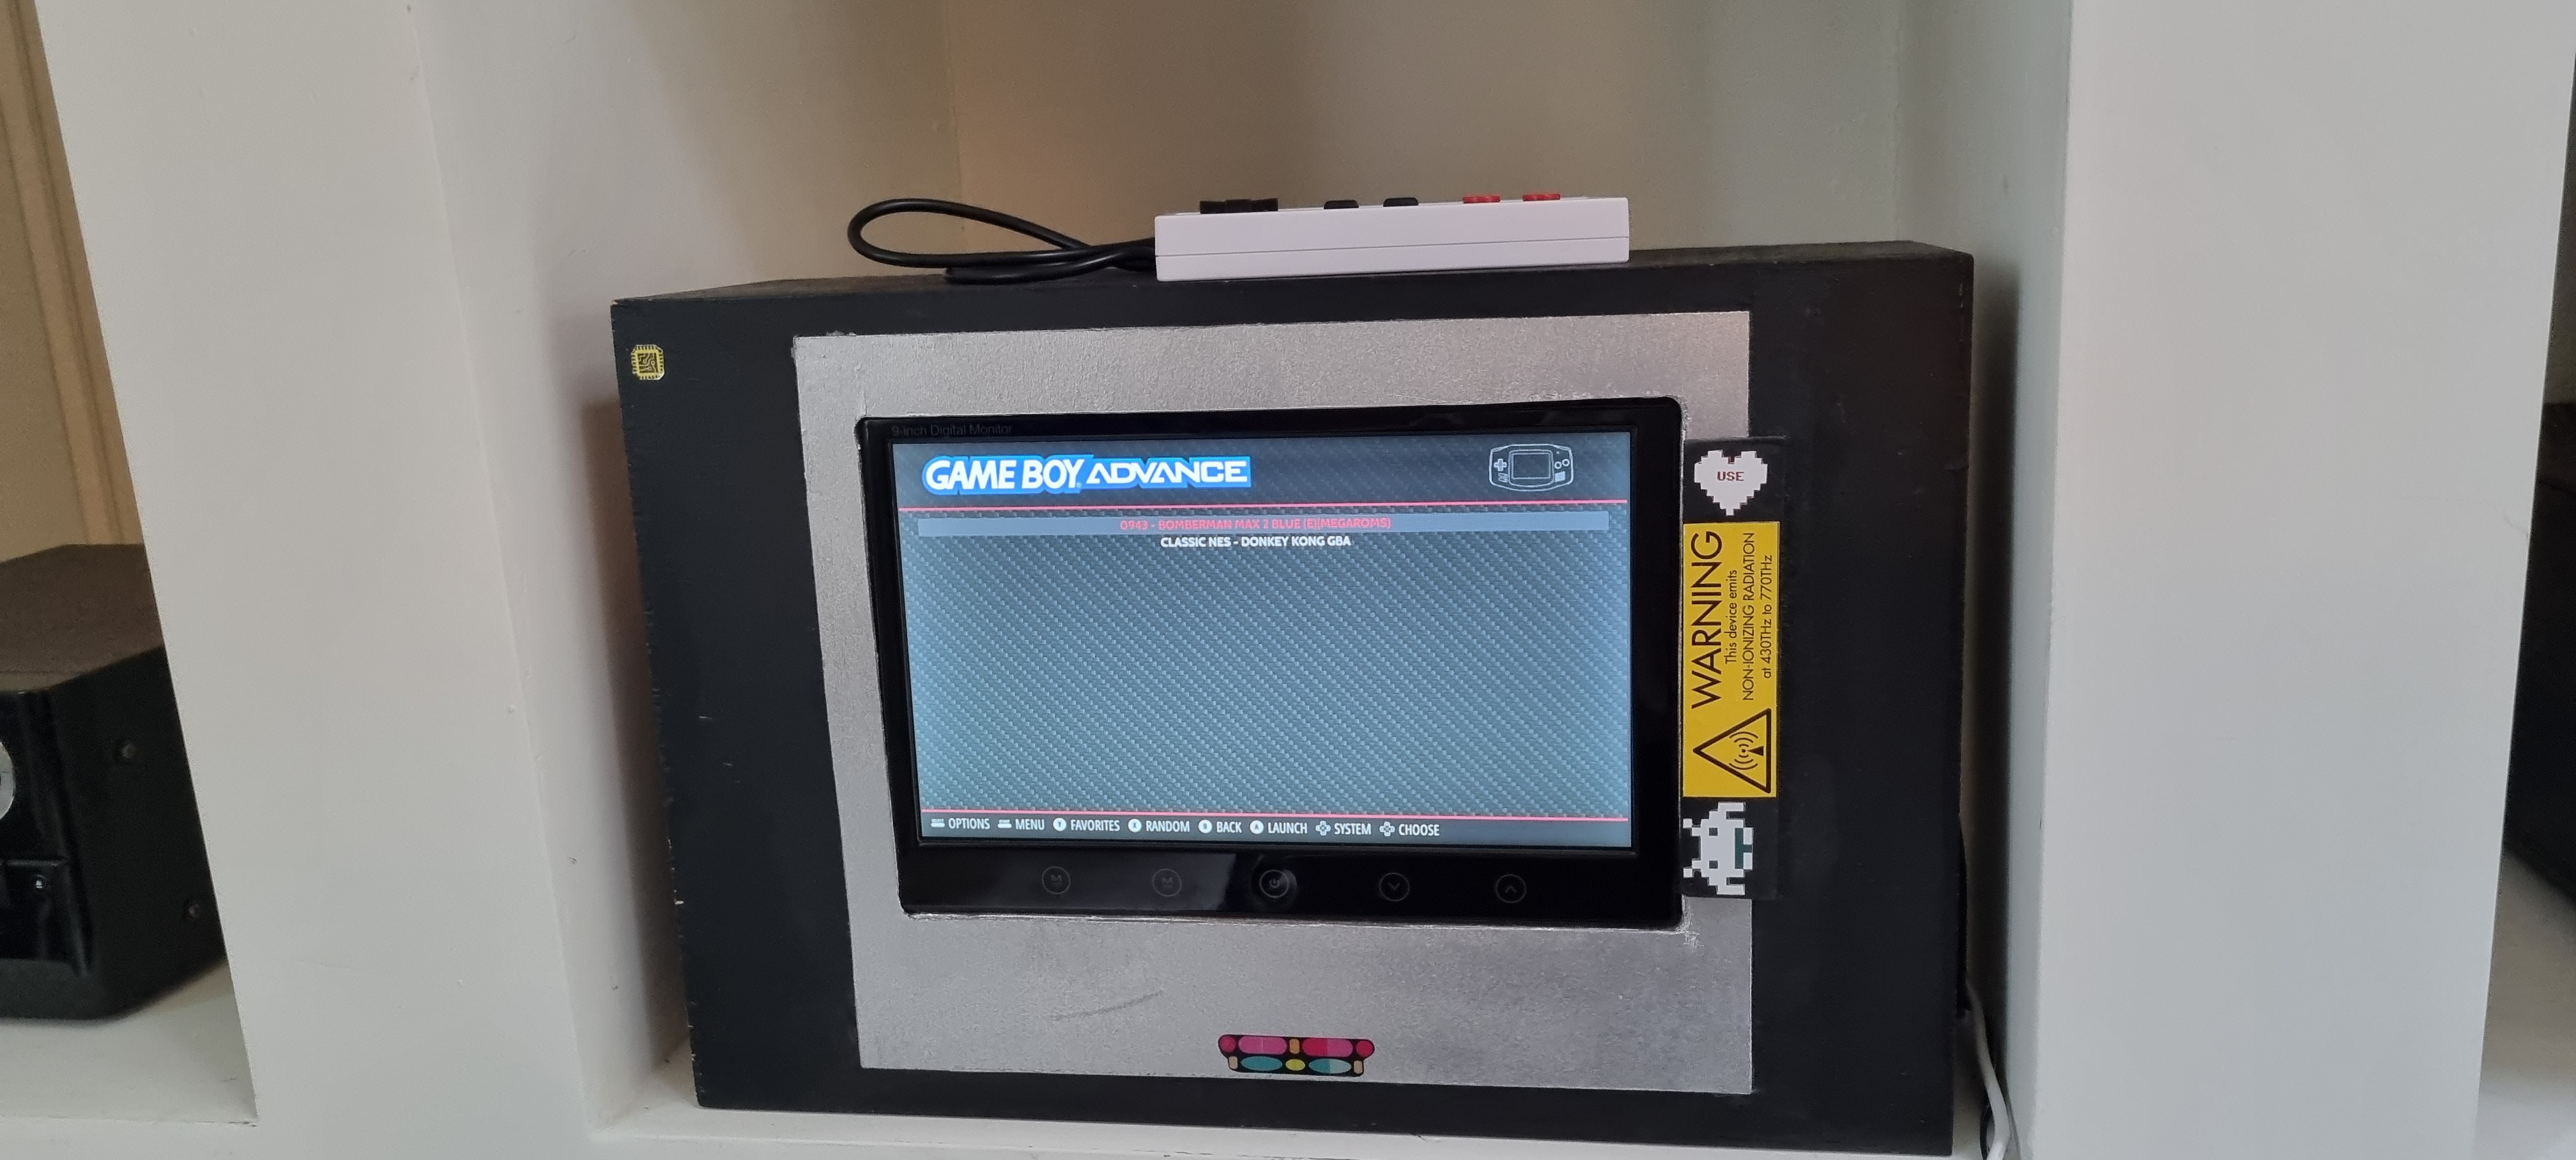 9-inch Digital Monitor
GAME BOY ADVANCE
0943 - BOMBERMAN MAX 2 BLUE (E)(MEGAROMS)
CLASSIC NES - DONKEY KONG GBA
OPTIONS MENU Y FAVORITES X RANDOM B BACK A LAUNCH SYSTEM CHOOSE
USE
WARNING
This device emits
NON-IONIZING RADIATION
at 430THz to 770THz